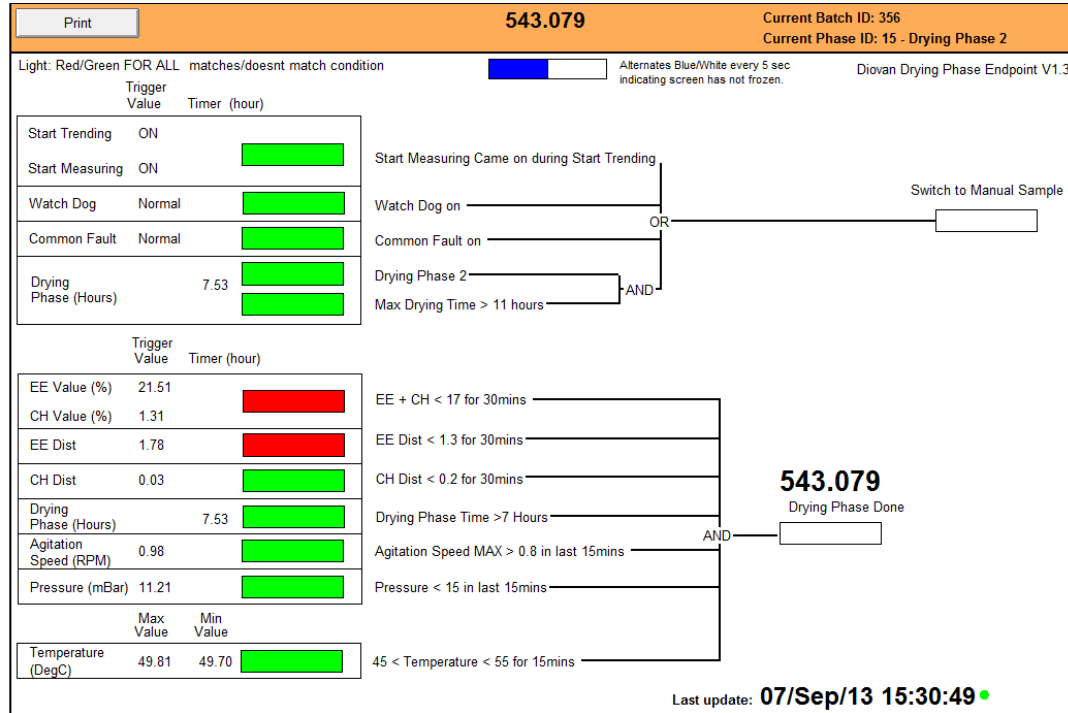 Print
543.079
Current Batch ID: 356
Current Phase ID: 15 - Drying Phase 2
Light: Red/Green FOR ALL matches/doesnt match condition
Alternates Blue/White every 5 sec
indicating screen has not frozen.
Diovan Drying Phase Endpoint V1.3
Trigger
Value Timer (hour)
Start Trending ON
Start Measuring ON
Start Measuring Came on during Start Trending
Watch Dog Normal
Watch Dog on
Common Fault Normal
Common Fault on
Drying
Phase (Hours) 7.53
Drying Phase 2
Max Drying Time > 11 hours
AND
OR
Switch to Manual Sample
Trigger
Value Timer (hour)
EE Value (%) 21.51
CH Value (%) 1.31
EE + CH < 17 for 30mins
EE Dist 1.78
EE Dist < 1.3 for 30mins
CH Dist 0.03
CH Dist < 0.2 for 30mins
Drying
Phase (Hours) 7.53
Drying Phase Time >7 Hours
Agitation
Speed (RPM) 0.98
Agitation Speed MAX > 0.8 in last 15mins
Pressure (mBar) 11.21
Pressure < 15 in last 15mins
AND
543.079
Drying Phase Done
Max
Value
Min
Value
Temperature
(DegC) 49.81 49.70
45 < Temperature < 55 for 15mins
Last update: 07/Sep/13 15:30:49